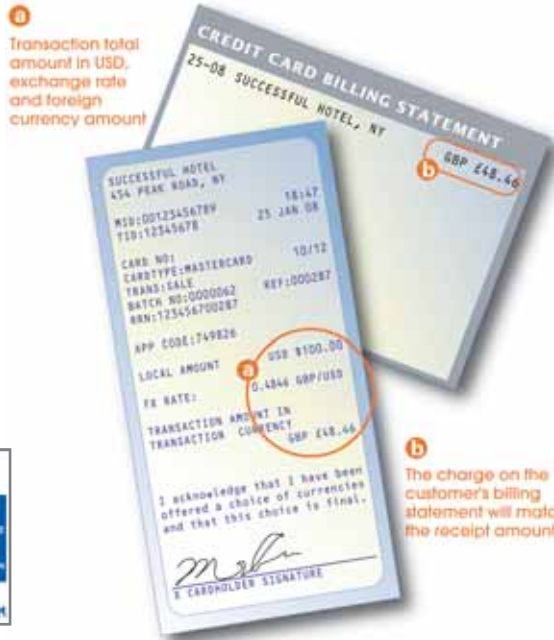 a
Transaction total
amount in USD,
exchange rate
and foreign
currency amount
CREDIT CARD BILLING STATEMENT
25-08 SUCCESSFUL HOTEL, NY
GBP £48.46
b
SUCCESSFUL HOTEL
454 PEAK ROAD, NY
MID:00123456789 18:47
TID:12345678 25 JAN 08
CARD NO:
CARDTYPE:MASTERCARD 10/12
TRANS:SALE
BATCH NO:0000062 REF:000287
RRN:123456700287
APP CODE:749826
a
LOCAL AMOUNT USD $100.00
FX RATE: 0.4846 GBP/USD
TRANSACTION AMOUNT IN
TRANSACTION CURRENCY
GBP £48.46
I acknowledge that I have been
offered a choice of currencies
and that this choice is final.
X CARDHOLDER SIGNATURE
b
The charge on the
customer's billing
statement will
the receipt